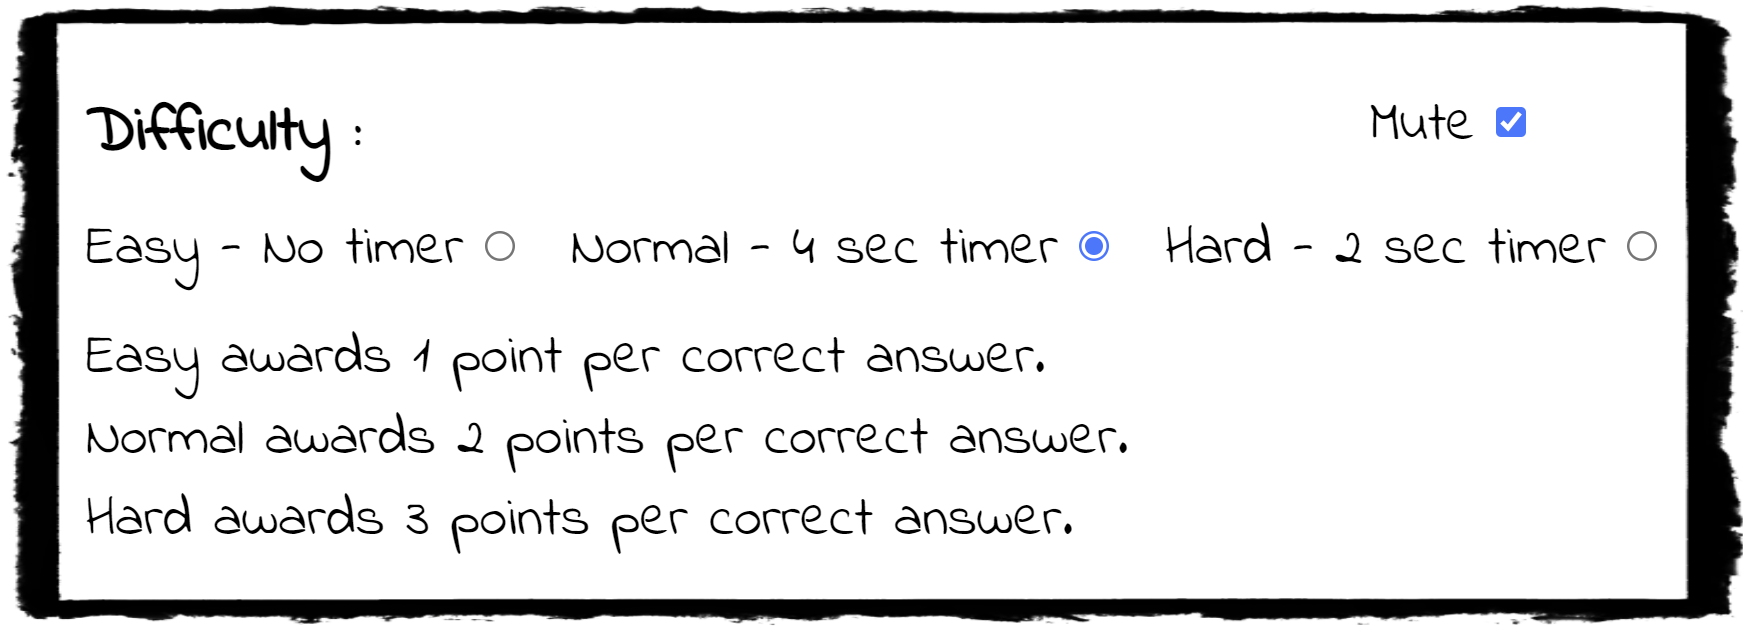 Difficulty :
Mute
Easy - No timer
Normal - 4 sec timer
Hard - 2 sec timer
Easy awards 1 point per correct answer.
Normal awards 2 points per correct answer.
Hard awards 3 points per correct answer.